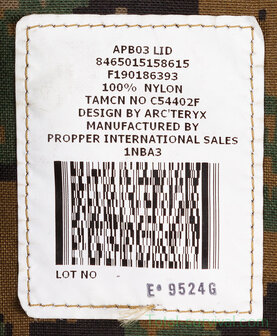 APB03 LID
8465015158615
F190186393
100% NYLON
TAMCN NO C54402F
DESIGN BY ARC'TERYX
MANUFACTURED BY
PROPPER INTERNATIONAL SALES
1NBA3
LOT NO
E• 9524G